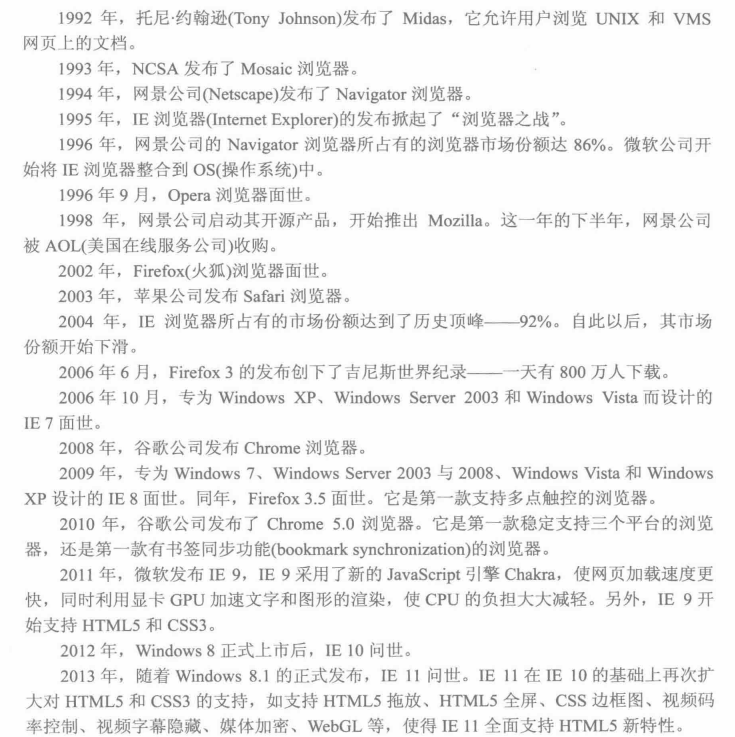 1992 年，托尼·约翰逊(Tony Johnson)发布了 Midas，它允许用户浏览 UNIX 和 VMS
网页上的文档。
1993 年，NCSA 发布了 Mosaic 浏览器。
1994 年，网景公司(Netscape)发布了 Navigator 浏览器。
1995 年，IE 浏览器(Internet Explorer)的发布掀起了“浏览器之战”。
1996 年，网景公司的 Navigator 浏览器所占有的浏览器市场份额达 86%。微软公司开
始将 IE 浏览器整合到 OS(操作系统)中。
1996 年 9 月，Opera 浏览器面世。
1998 年，网景公司启动其开源产品，开始推出 Mozilla。这一年的下半年，网景公司
被 AOL(美国在线服务公司)收购。
2002 年，Firefox(火狐)浏览器面世。
2003 年，苹果公司发布 Safari 浏览器。
2004 年，IE 浏览器所占有的市场份额达到了历史顶峰——92%。自此以后，其市场
份额开始下滑。
2006 年 6 月，Firefox 3 的发布创下了吉尼斯世界纪录——一天有 800 万人下载。
2006 年 10 月，专为 Windows XP、Windows Server 2003 和 Windows Vista 而设计的
IE 7 面世。
2008 年，谷歌公司发布 Chrome 浏览器。
2009 年，专为 Windows 7、Windows Server 2003 与 2008、Windows Vista 和 Windows
XP 设计的 IE 8 面世。同年，Firefox 3.5 面世。它是第一款支持多点触控的浏览器。
2010 年，谷歌公司发布了 Chrome 5.0 浏览器。它是第一款稳定支持三个平台的浏览
器，还是第一款有书签同步功能(bookmark synchronization)的浏览器。
2011 年，微软发布 IE 9，IE 9 采用了新的 JavaScript 引擎 Chakra，使网页加载速度更
快，同时利用显卡 GPU 加速文字和图形的渲染，使 CPU 的负担大大减轻。另外，IE 9 开
始支持 HTML5 和 CSS3。
2012 年，Windows 8 正式上市后，IE 10 问世。
2013 年，随着 Windows 8.1 的正式发布，IE 11 问世。IE 11 在 IE 10 的基础上再次扩
大对 HTML5 和 CSS3 的支持，如支持 HTML5 拖放、HTML5 全屏、CSS 边框图、视频码
率控制、视频字幕隐藏、媒体加密、WebGL 等，使得 IE 11 全面支持 HTML5 新特性。